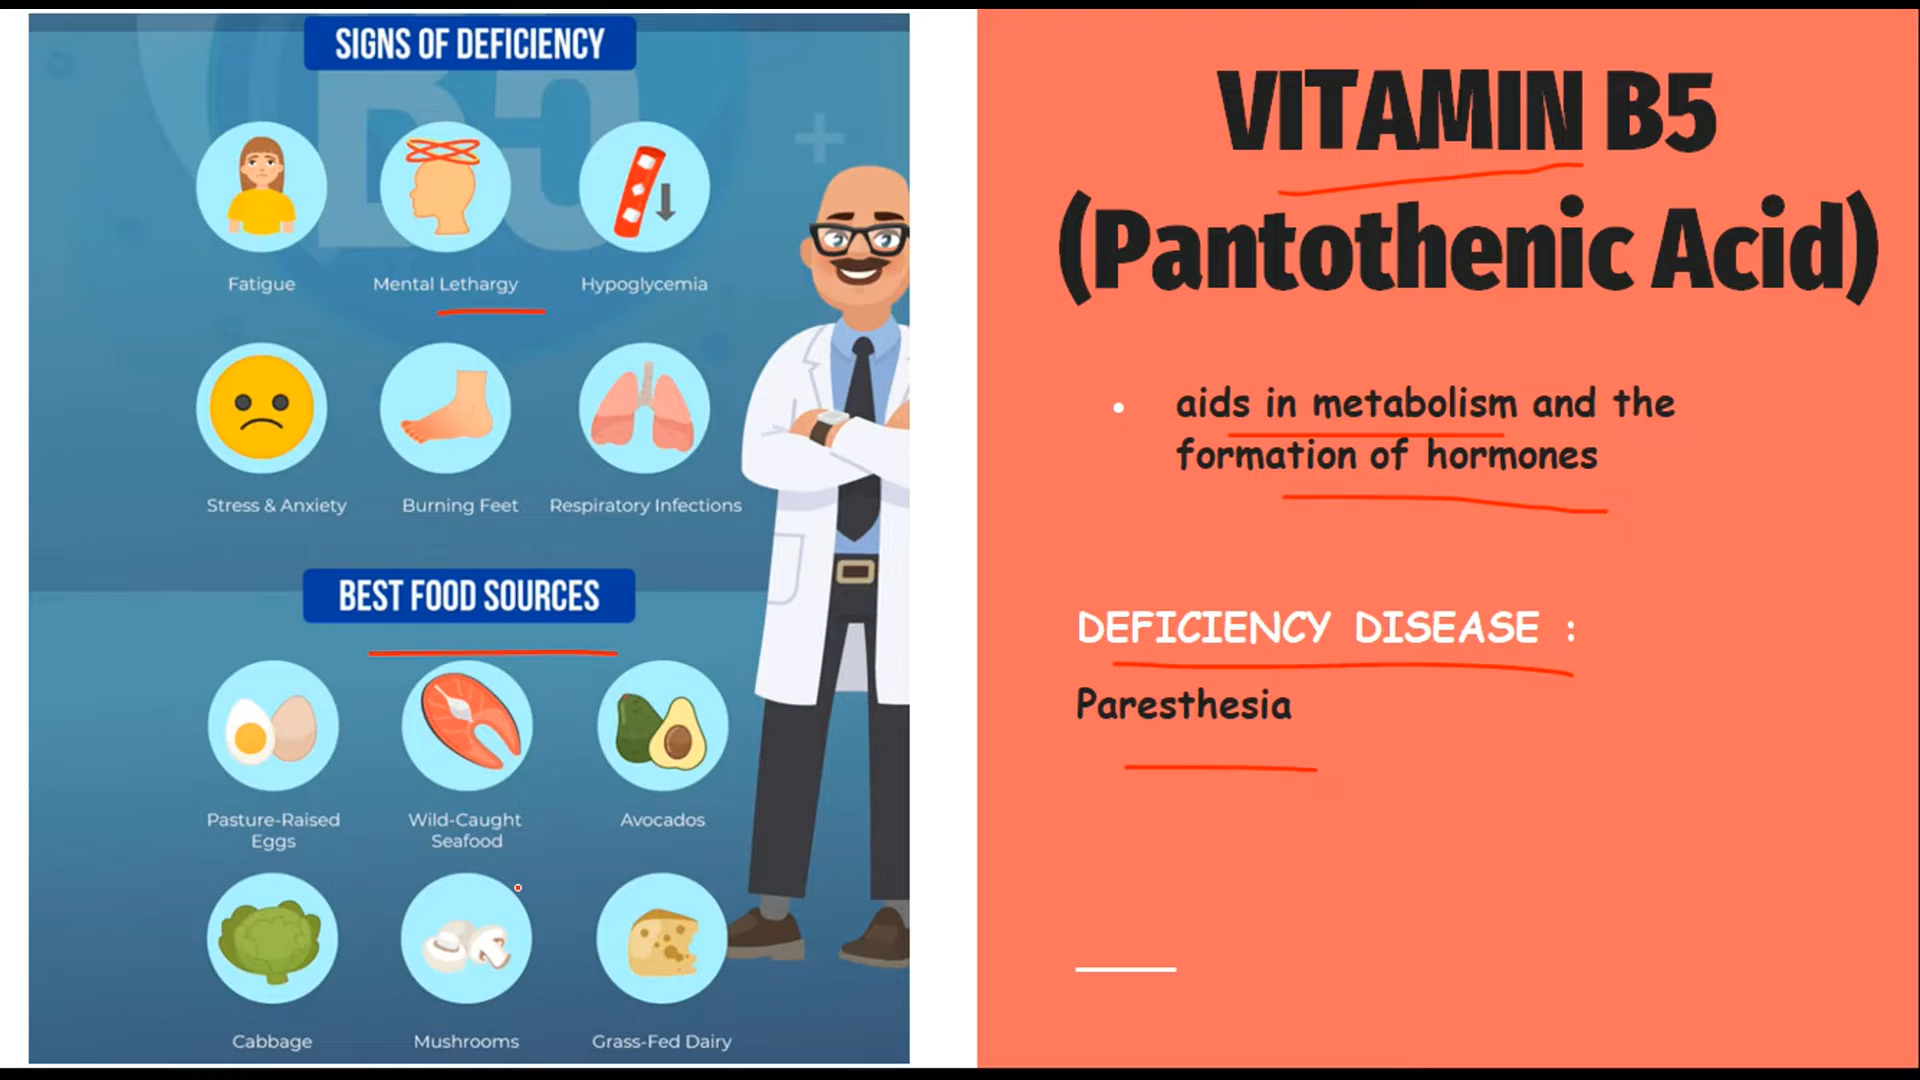 SIGNS OF DEFICIENCY
B5
Fatigue
Mental Lethargy
Hypoglycemia
Stress & Anxiety
Burning Feet
Respiratory Infections
BEST FOOD SOURCES
Pasture-Raised
Eggs
Wild-Caught
Seafood
Avocados
Cabbage
Mushrooms
Grass-Fed Dairy
VITAMIN B5
(Pantothenic Acid)
• aids in metabolism and the
formation of hormones
DEFICIENCY DISEASE :
Paresthesia